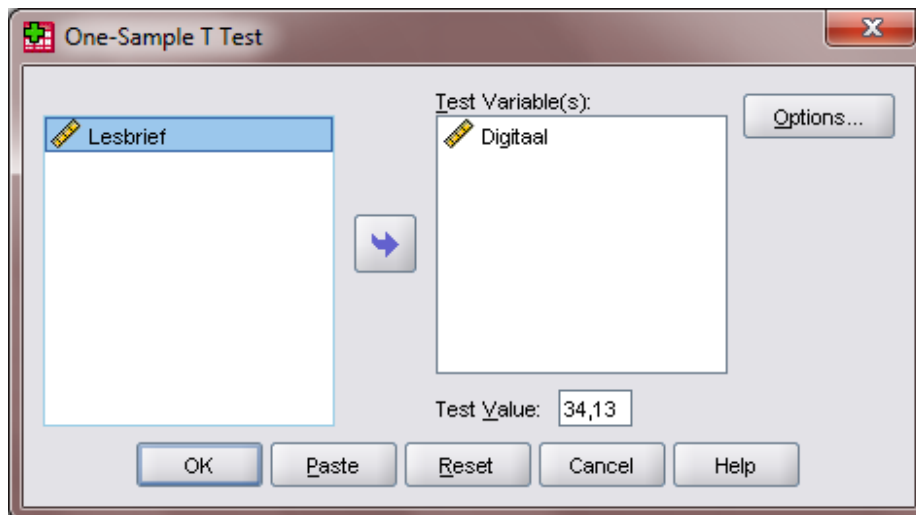 One-Sample T Test
X
Test Variable(s):
Lesbrief
Digitaal
Options...
Test Value: 34,13
OK Paste Reset Cancel Help